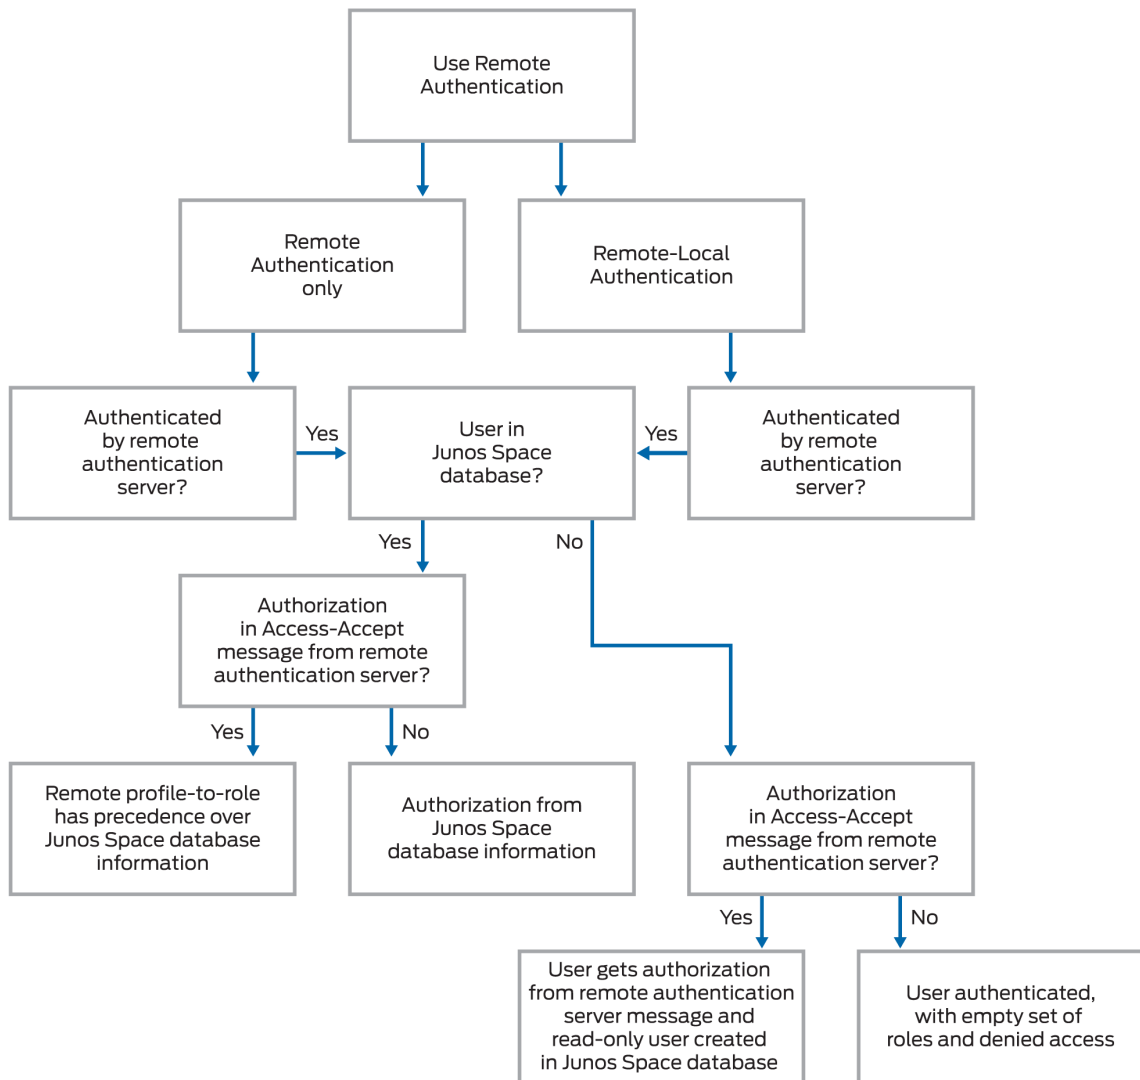 Use Remote
Authentication
Remote
Authentication
only
Remote-Local
Authentication
Authenticated
by remote
authentication
server?
Yes
User in
Junos Space
database?
Yes
Authenticated
by remote
authentication
server?
Yes
No
Authorization
in Access-Accept
message from remote
authentication server?
Yes
No
Remote profile-to-role
has precedence over
Junos Space database
information
Authorization from
Junos Space
database information
Authorization
in Access-Accept
message from remote
authentication server?
Yes
No
User gets authorization
from remote authentication
server message and
read-only user created
in Junos Space database
User authenticated,
with empty set of
roles and denied access